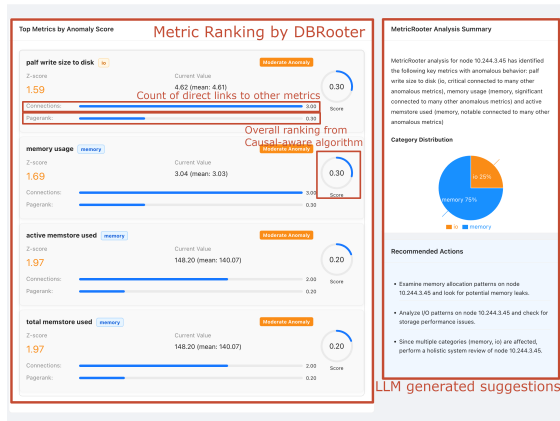 Top Metrics by Anomaly Score
Metric Ranking by DBRooter
palf write size to disk io
Moderate Anomaly
Z-score
Current Value
1.59
4.62 (mean: 4.61)
0.30
Count of direct links to other metrics
Connections:
3.00
Score
Pagerank:
0.30
Overall ranking from
Causal-aware algorithm
memory usage memory
Moderate Anomaly
Z-score
Current Value
1.69
3.04 (mean: 3.03)
0.30
Connections:
3.00
Score
Pagerank:
0.30
active memstore used memory
Moderate Anomaly
Z-score
Current Value
1.97
148.20 (mean: 140.07)
0.20
Connections:
2.00
Score
Pagerank:
0.20
total memstore used memory
Moderate Anomaly
Z-score
Current Value
1.97
148.20 (mean: 140.07)
0.20
Connections:
2.00
Score
Pagerank:
0.20
MetricRooter Analysis Summary
MetricRooter analysis for node 10.244.3.45 has identified
the following key metrics with anomalous behavior: palf
write size to disk (io, critical connected to many other
anomalous metrics), memory usage (memory, significant
connected to many other anomalous metrics) and active
memstore used (memory, notable connected to many other
anomalous metrics)
Category Distribution
io 25%
memory 75%
io memory
Recommended Actions
• Examine memory allocation patterns on node
10.244.3.45 and look for potential memory leaks.
• Analyze I/O patterns on node 10.244.3.45 and check for
storage performance issues.
• Since multiple categories (memory, io) are affected,
perform a holistic system review of node 10.244.3.45.
LLM generated suggestions